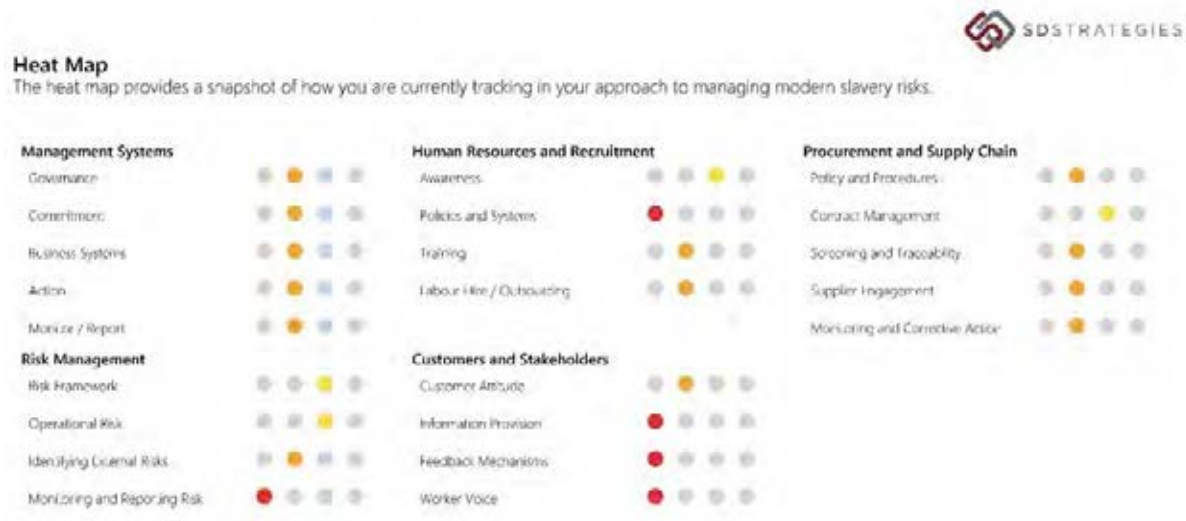 SDSTRATEGIES
Heat Map
The heat map provides a snapshot of how you are currently tracking in your approach to managing modern slavery risks.
Management Systems
Governance
Commitment
Business Systems
Action
Monitor / Report
Risk Management
Risk Framework
Operational Risk
Identifying External Risks
Monitoring and Reporting Risk
Human Resources and Recruitment
Awareness
Policies and Systems
Training
Labour Hire / Outsourcing
Customers and Stakeholders
Customer Attitude
Information Provision
Feedback Mechanisms
Worker Voice
Procurement and Supply Chain
Policy and Procedures
Contract Management
Screening and Traceability
Supplier Engagement
Monitoring and Corrective Action